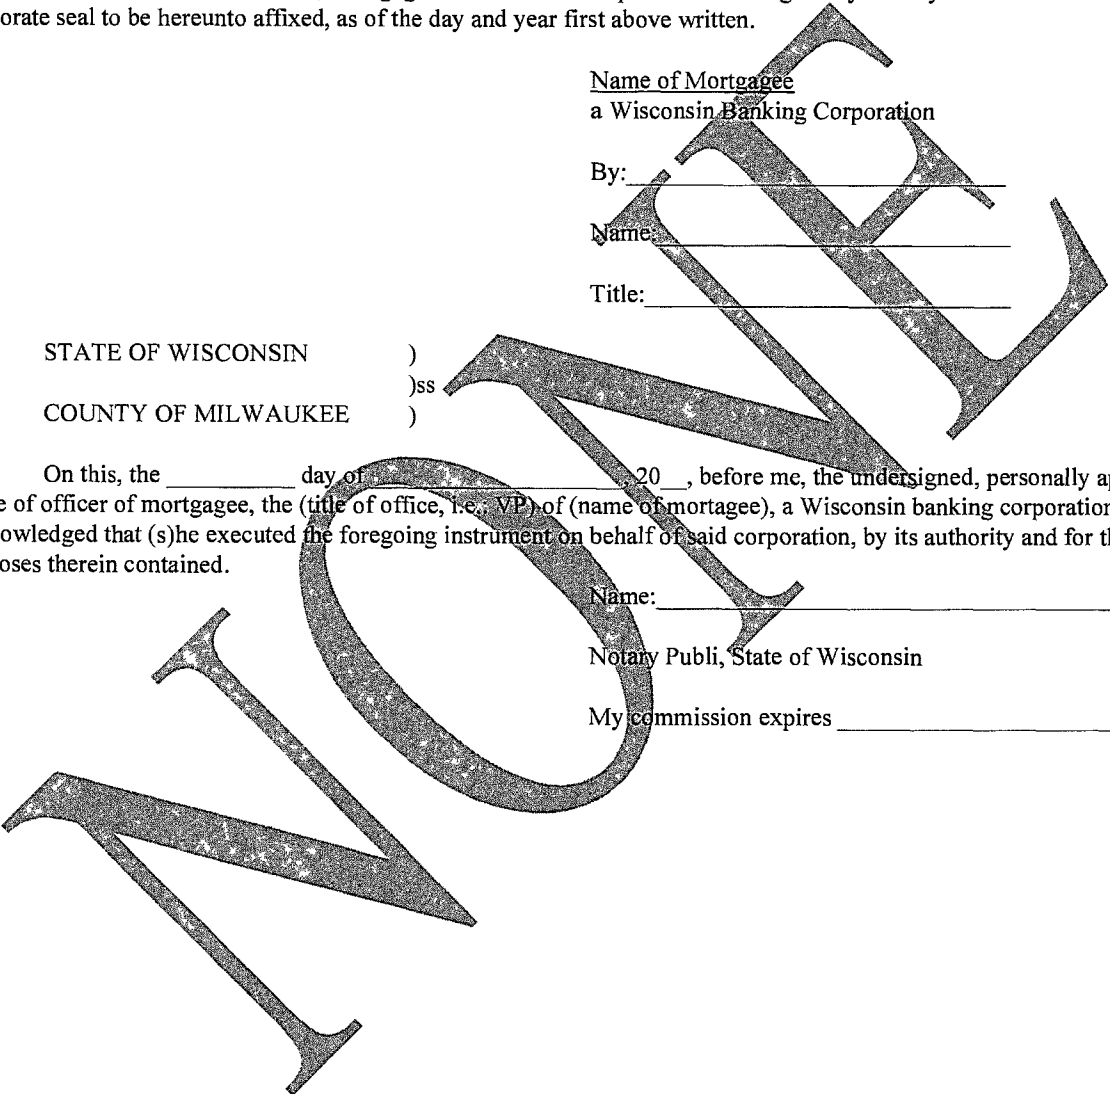 orate seal to be hereunto affixed, as of the day and year first above written.
Name of Mortgagee
a Wisconsin Banking Corporation
By:
Name:
Title:
STATE OF WISCONSIN )
)ss
COUNTY OF MILWAUKEE )
On this, the __________ day of ____________________, 20__, before me, the undersigned, personally ap
e of officer of mortgagee, the (title of office, i.e.: VP) of (name of mortagee), a Wisconsin banking corporation
owledged that (s)he executed the foregoing instrument on behalf of said corporation, by its authority and for th
oses therein contained.
Name:
Notary Publi, State of Wisconsin
My commission expires
NONE